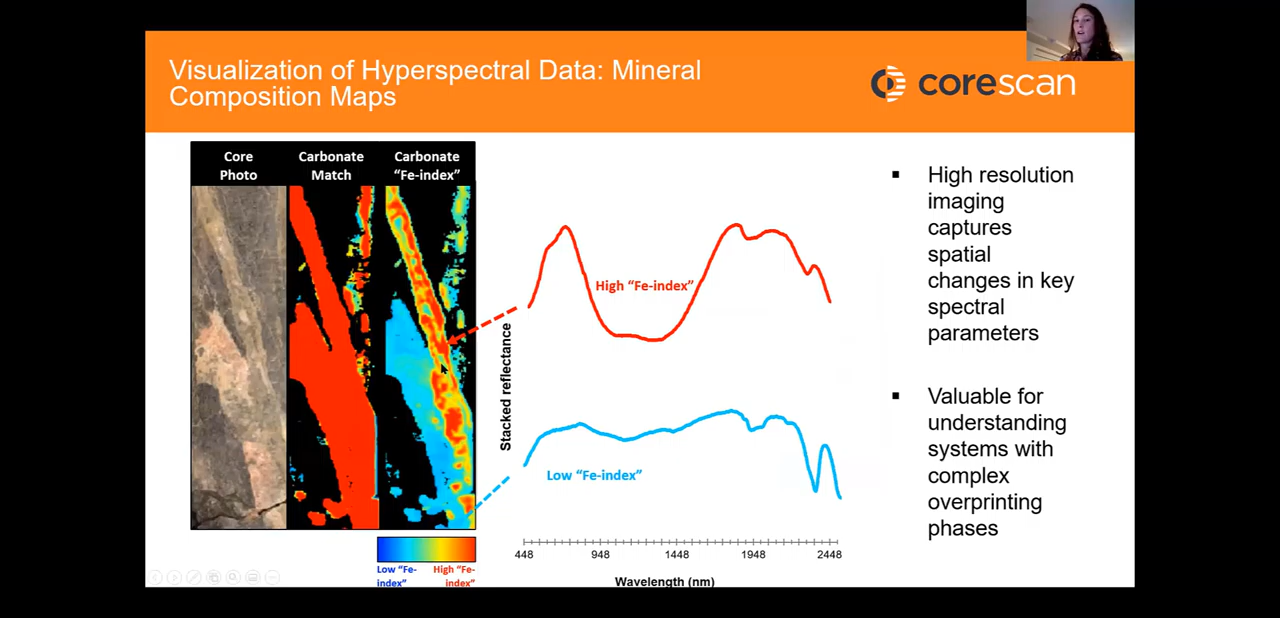 Visualization of Hyperspectral Data: Mineral
Composition Maps
corescan
Core
Photo
Carbonate
Match
Carbonate
“Fe-index”
High “Fe-index”
Low “Fe-index”
Stacked reflectance
448
948
1448
1948
2448
Wavelength (nm)
Low “Fe-
index”
High “Fe-
index”
▪ High resolution
imaging
captures
spatial
changes in key
spectral
parameters
▪ Valuable for
understanding
systems with
complex
overprinting
phases